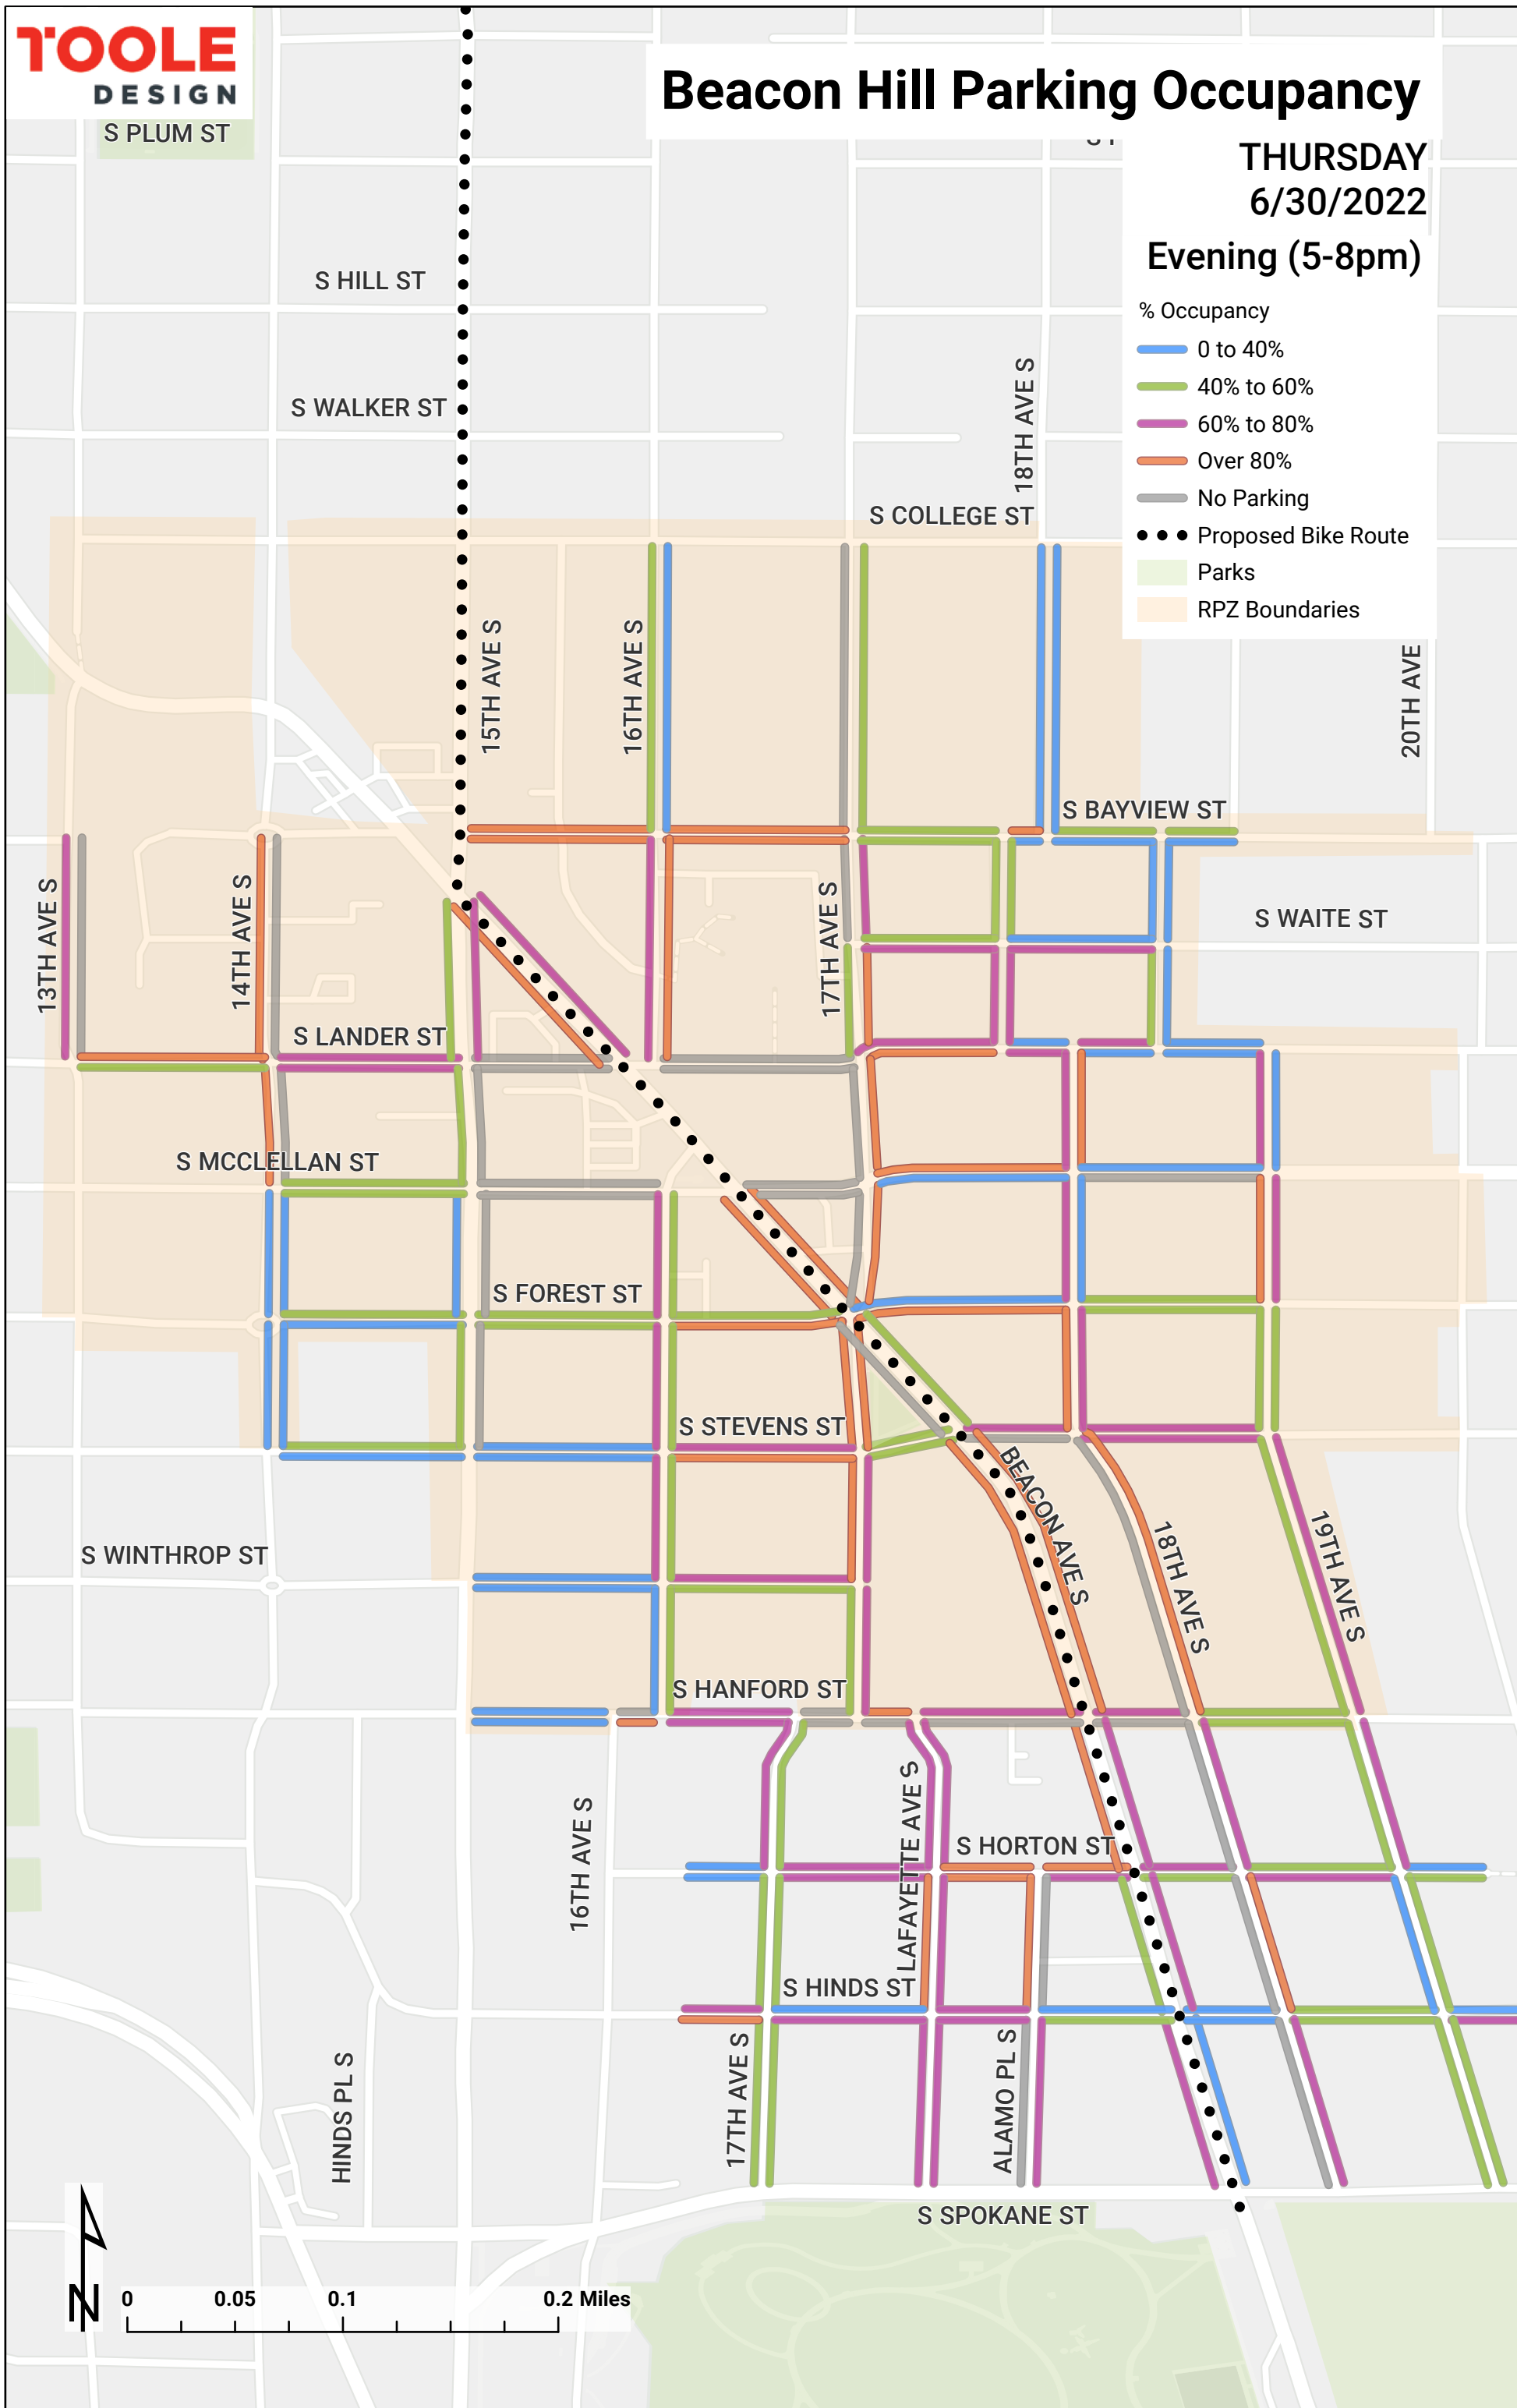 TOOLE
DESIGN
Beacon Hill Parking Occupancy
THURSDAY
6/30/2022
Evening (5-8pm)
% Occupancy
0 to 40%
40% to 60%
60% to 80%
Over 80%
No Parking
Proposed Bike Route
Parks
RPZ Boundaries
S PLUM ST
S HILL ST
S WALKER ST
18TH AVE S
S COLLEGE ST
15TH AVE S
16TH AVE S
20TH AVE
S BAYVIEW ST
13TH AVE S
14TH AVE S
17TH AVE S
S WAITE ST
S LANDER ST
S MCCLELLAN ST
S FOREST ST
S STEVENS ST
BEACON AVE S
18TH AVE S
19TH AVE S
S WINTHROP ST
S HANFORD ST
16TH AVE S
LAFAYETTE AVE S
S HORTON ST
S HINDS ST
HINDS PL S
17TH AVE S
ALAMO PL S
S SPOKANE ST
N
0 0.05 0.1 0.2 Miles